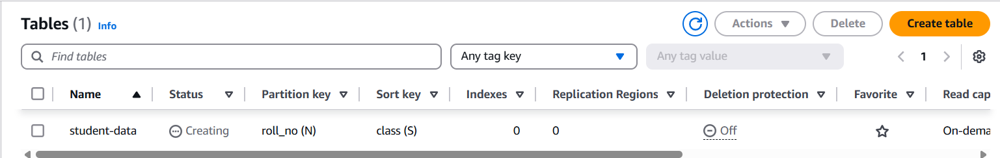 Tables (1) Info Actions Delete Create table
Find tables Any tag key Any tag value 1
Name Status Partition key Sort key Indexes Replication Regions Deletion protection Favorite Read cap
student-data Creating roll_no (N) class (S) 0 0 Off On-dema